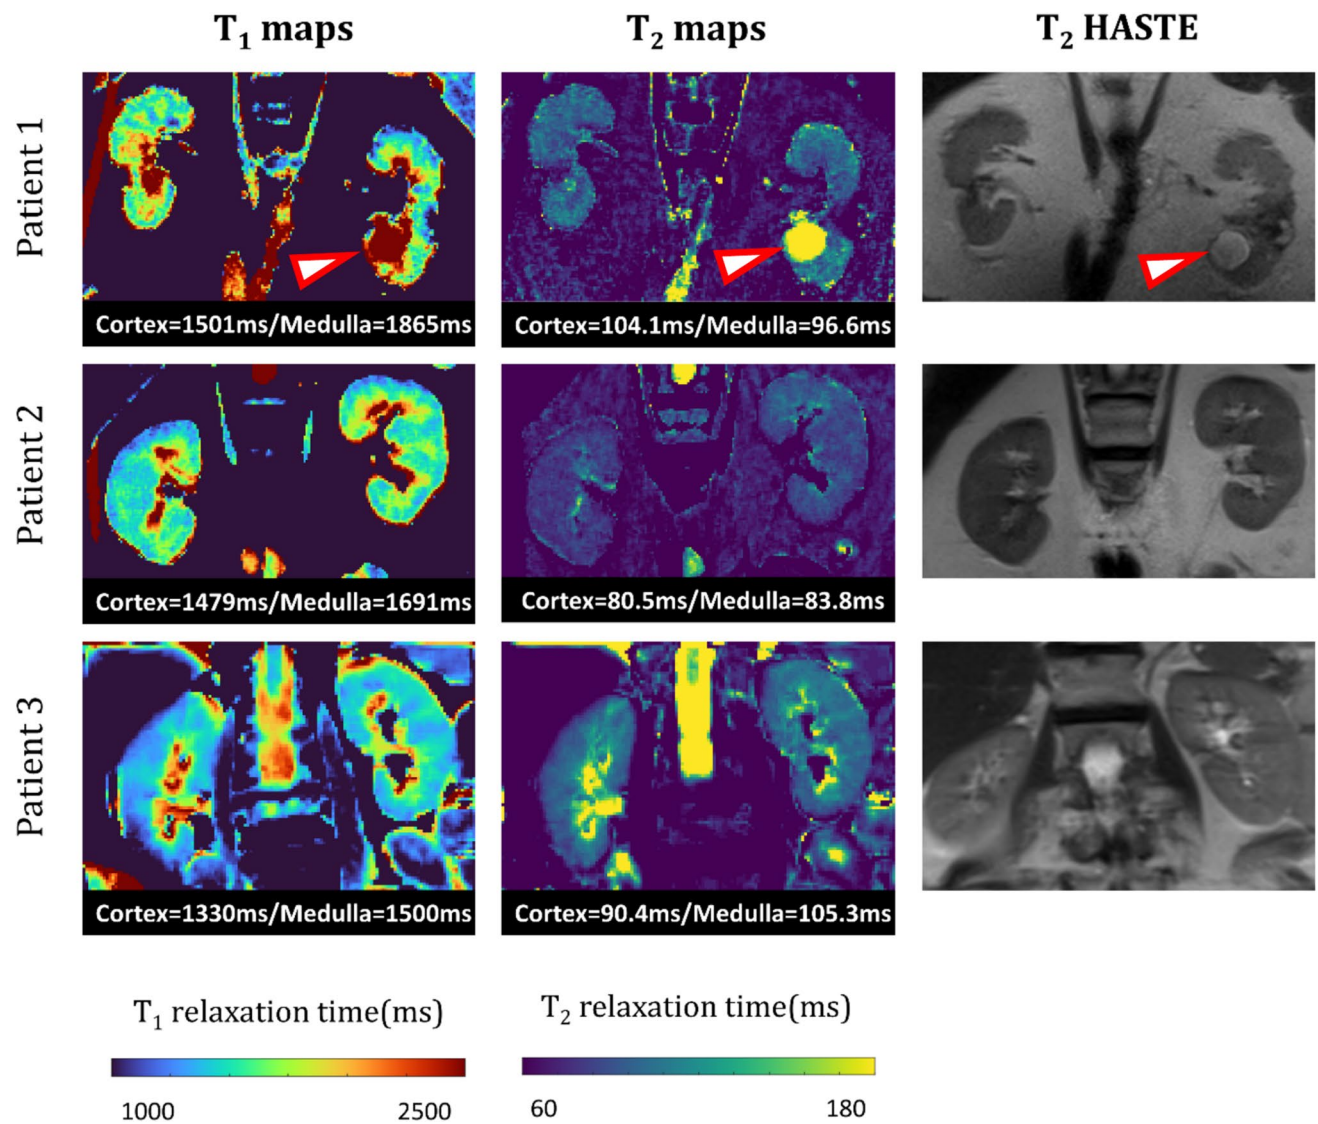 T₁ maps T₂ maps T₂ HASTE
Patient 1
Cortex=1501ms/Medulla=1865ms Cortex=104.1ms/Medulla=96.6ms
Patient 2
Cortex=1479ms/Medulla=1691ms Cortex=80.5ms/Medulla=83.8ms
Patient 3
Cortex=1330ms/Medulla=1500ms Cortex=90.4ms/Medulla=105.3ms
T₁ relaxation time(ms) T₂ relaxation time(ms)
1000 2500 60 180